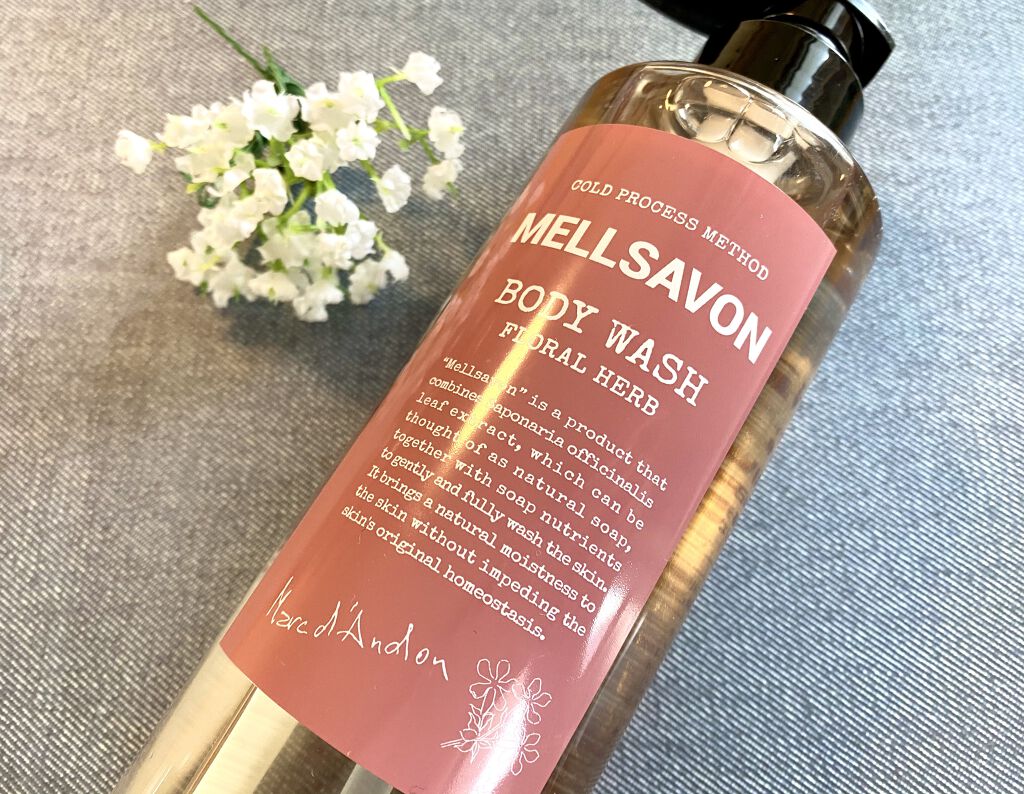 COLD PROCESS METHOD
MELLSAVON
BODY WASH
FLORAL HERB
"Mellsavon" is a product that
combines saponaria officinalis
leaf extract, which can be
thought of as natural soap,
together with soap nutrients
to gently and fully wash the skin.
It brings a natural moistness to
the skin without impeding the
skin's original homeostasis.
Marc d'Andon